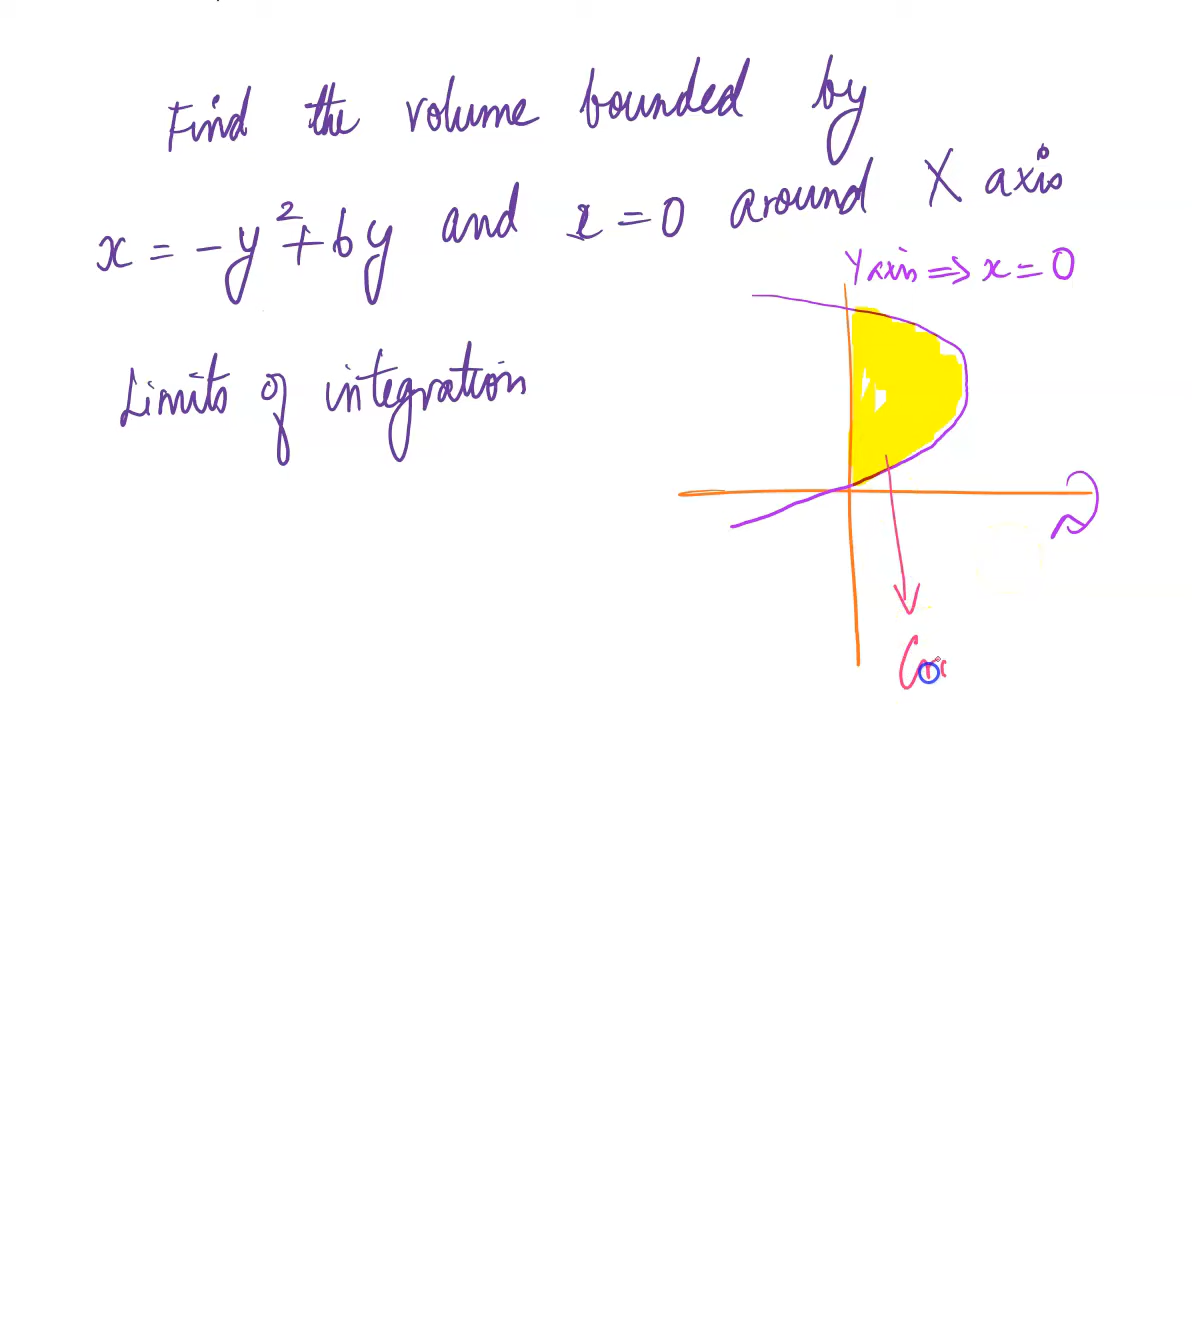 Find the volume bounded by
x = -y² + 6y and x = 0 around X axis
Y axis => x = 0
Limits of integration